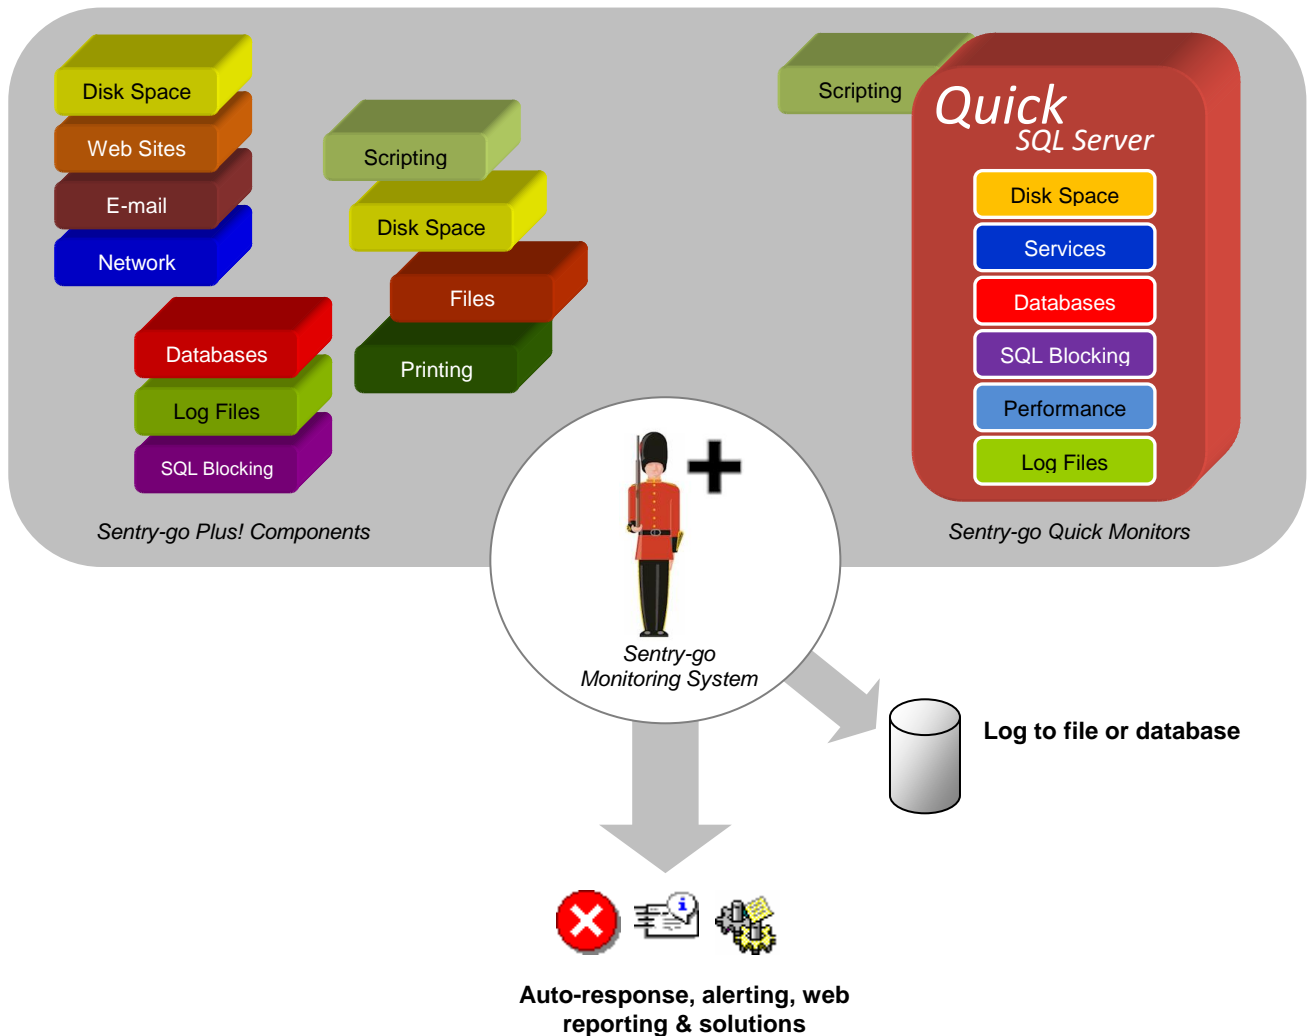 Disk Space
Web Sites
E-mail
Network
Databases
Log Files
SQL Blocking
Scripting
Disk Space
Files
Printing
Sentry-go Plus! Components
Scripting
Quick
SQL Server
Disk Space
Services
Databases
SQL Blocking
Performance
Log Files
Sentry-go Quick Monitors
Sentry-go
Monitoring System
Log to file or database
i
Auto-response, alerting, web
reporting & solutions